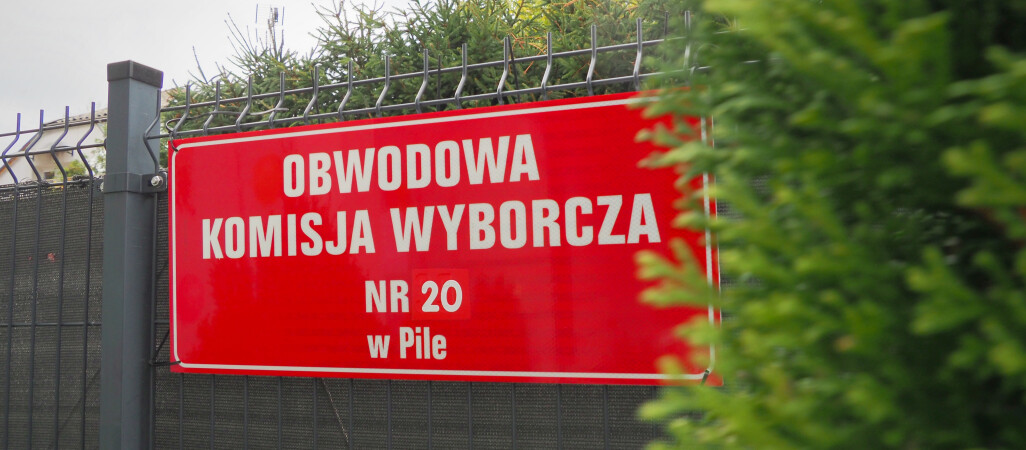 OBWODOWA
KOMISJA WYBORCZA
NR 20
w Pile